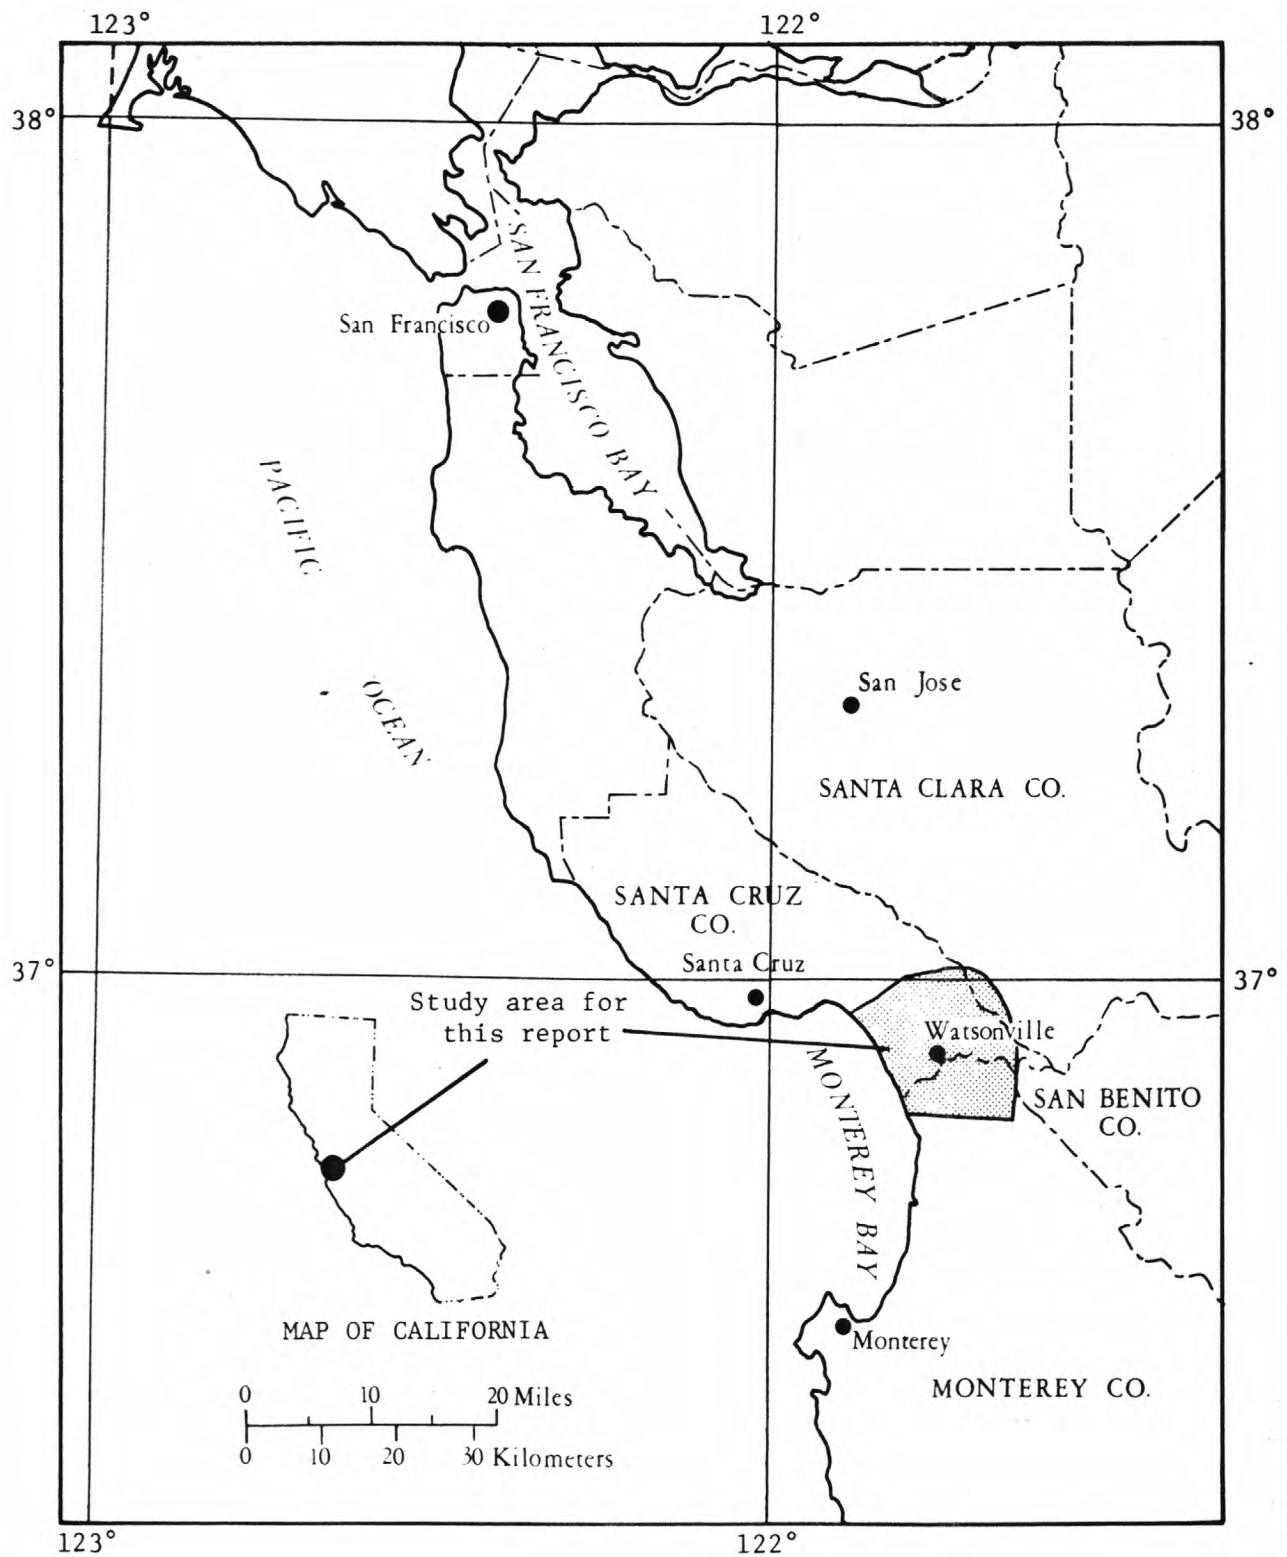 123° 122°
38° 38°
SAN FRANCISCO BAY
San Francisco
PACIFIC
OCEAN
San Jose
SANTA CLARA CO.
SANTA CRUZ
CO.
Santa Cruz
37° 37°
Study area for
this report
Watsonville
MONTEREY BAY
SAN BENITO
CO.
MAP OF CALIFORNIA
Monterey
MONTEREY CO.
0 10 20 Miles
0 10 20 30 Kilometers
123° 122°